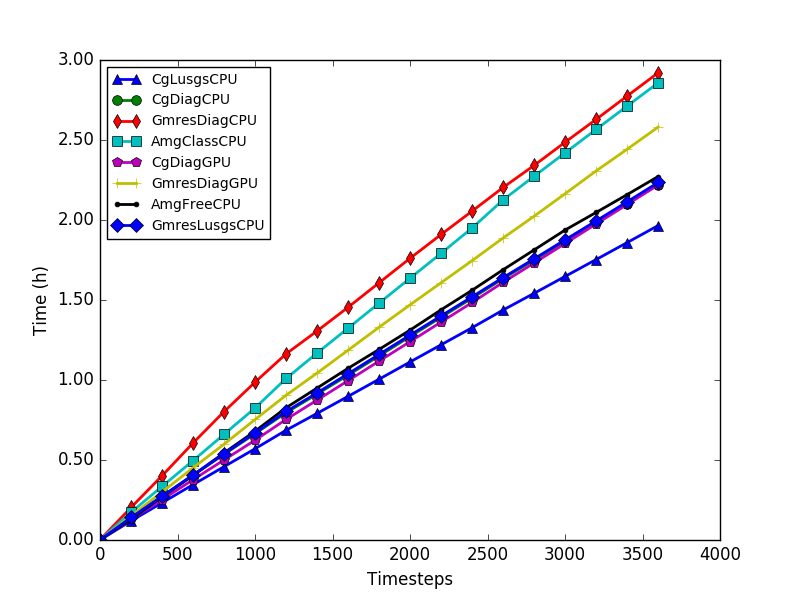 3.00
2.50
2.00
1.50
1.00
0.50
0.00
Time (h)
CgLusgsCPU
CgDiagCPU
GmresDiagCPU
AmgClassCPU
CgDiagGPU
GmresDiagGPU
AmgFreeCPU
GmresLusgsCPU
0 500 1000 1500 2000 2500 3000 3500 4000
Timesteps